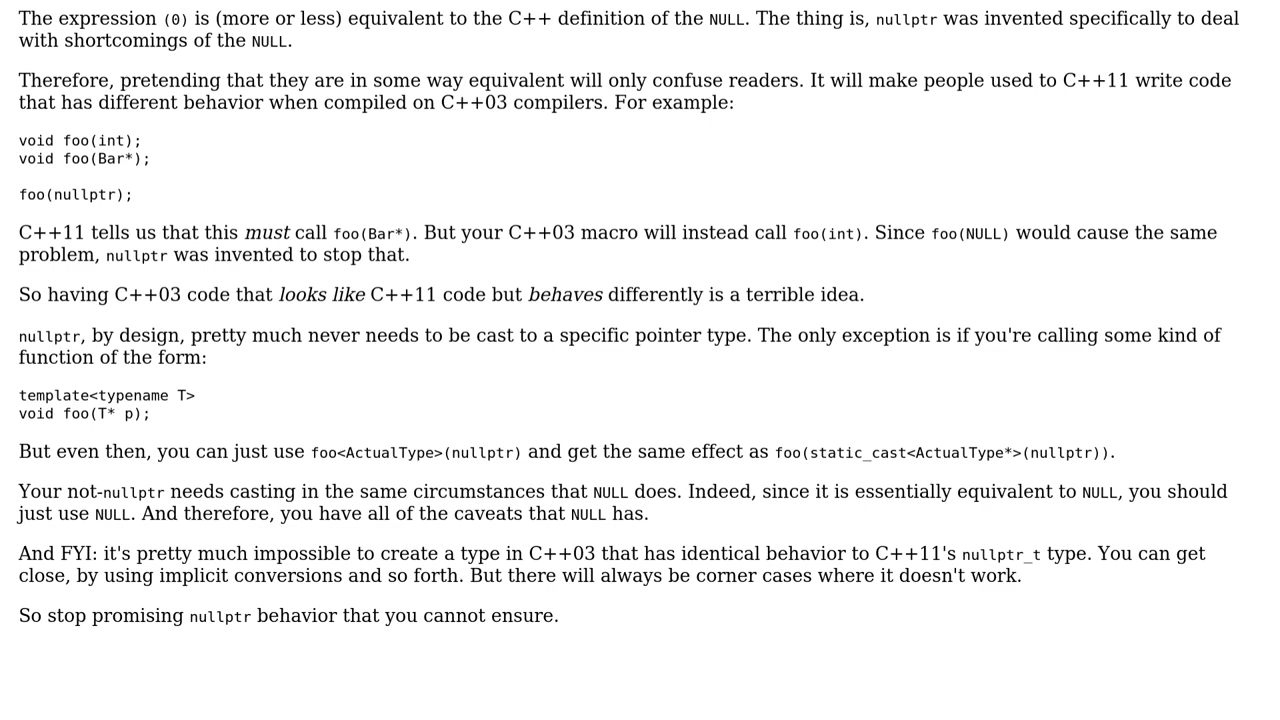 The expression (0) is (more or less) equivalent to the C++ definition of the NULL. The thing is, nullptr was invented specifically to deal
with shortcomings of the NULL.
Therefore, pretending that they are in some way equivalent will only confuse readers. It will make people used to C++11 write code
that has different behavior when compiled on C++03 compilers. For example:
void foo(int);
void foo(Bar*);
foo(nullptr);
C++11 tells us that this must call foo(Bar*). But your C++03 macro will instead call foo(int). Since foo(NULL) would cause the same
problem, nullptr was invented to stop that.
So having C++03 code that looks like C++11 code but behaves differently is a terrible idea.
nullptr, by design, pretty much never needs to be cast to a specific pointer type. The only exception is if you're calling some kind of
function of the form:
template<typename T>
void foo(T* p);
But even then, you can just use foo<ActualType>(nullptr) and get the same effect as foo(static_cast<ActualType*>(nullptr)).
Your not-nullptr needs casting in the same circumstances that NULL does. Indeed, since it is essentially equivalent to NULL, you should
just use NULL. And therefore, you have all of the caveats that NULL has.
And FYI: it's pretty much impossible to create a type in C++03 that has identical behavior to C++11's nullptr_t type. You can get
close, by using implicit conversions and so forth. But there will always be corner cases where it doesn't work.
So stop promising nullptr behavior that you cannot ensure.